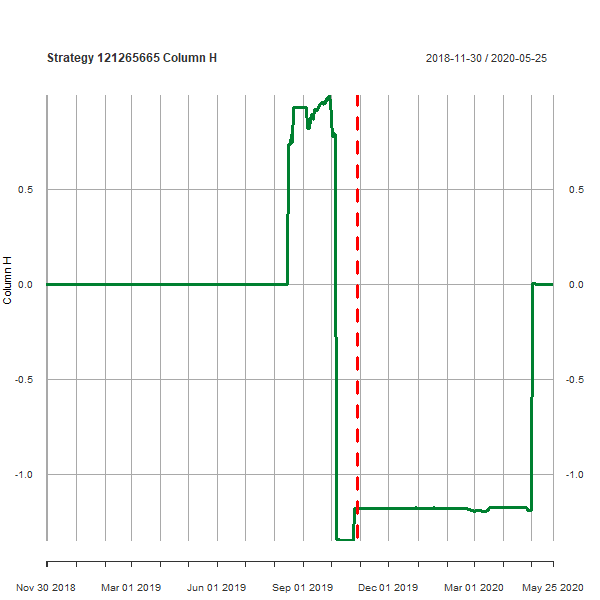 Strategy 121265665 Column H
2018-11-30 / 2020-05-25
0.5 0.5
0.0 0.0
Column H
-0.5 -0.5
-1.0 -1.0
Nov 30 2018 Mar 01 2019 Jun 01 2019 Sep 01 2019 Dec 01 2019 Mar 01 2020 May 25 2020